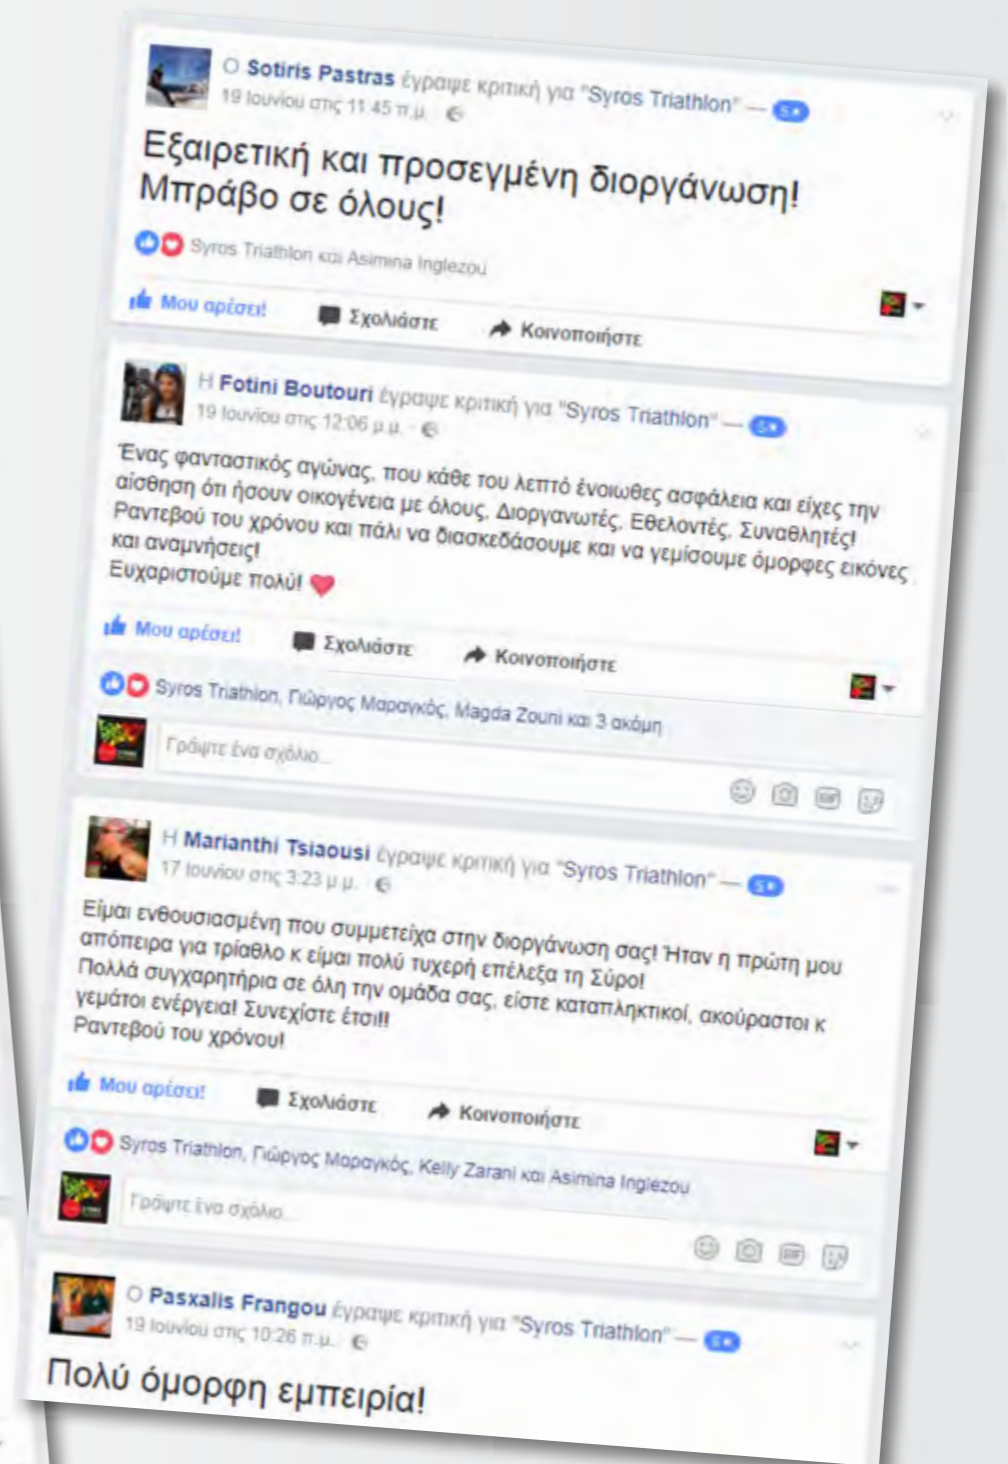 Ο Sotiris Pastras έγραψε κριτική για "Syros Triathlon" — 5★
19 Ιουνίου στις 11:45 π.μ.
Εξαιρετική και προσεγμένη διοργάνωση!
Μπράβο σε όλους!
Syros Triathlon και Asimina Inglezou
Μου αρέσει! Σχολιάστε Κοινοποιήστε
Η Fotini Boutouri έγραψε κριτική για "Syros Triathlon" — 5★
19 Ιουνίου στις 12:06 μ.μ. ·
Ένας φανταστικός αγώνας, που κάθε του λεπτό ένοιωθες ασφάλεια και είχες την
αίσθηση ότι ήσουν οικογένεια με όλους, Διοργανωτές, Εθελοντές, Συναθλητές!
Ραντεβού του χρόνου και πάλι να διασκεδάσουμε και να γεμίσουμε όμορφες εικόνες
και αναμνήσεις!
Ευχαριστούμε πολύ! ❤
Μου αρέσει! Σχολιάστε Κοινοποιήστε
Syros Triathlon, Γιώργος Μαραγκός, Magda Zouni και 3 ακόμη
Γράψτε ένα σχόλιο...
GIF
Η Marianthi Tsiaousi έγραψε κριτική για "Syros Triathlon" — 5★
17 Ιουνίου στις 3:23 μ.μ. ·
Είμαι ενθουσιασμένη που συμμετείχα στην διοργάνωση σας! Ήταν η πρώτη μου
απόπειρα για τρίαθλο κ είμαι πολύ τυχερή επέλεξα τη Σύρο!
Πολλά συγχαρητήρια σε όλη την ομάδα σας, είστε καταπληκτικοί, ακούραστοι κ
γεμάτοι ενέργεια! Συνεχίστε έτσι!!
Ραντεβού του χρόνου!
Μου αρέσει! Σχολιάστε Κοινοποιήστε
Syros Triathlon, Γιώργος Μαραγκός, Kelly Zarani και Asimina Inglezou
Γράψτε ένα σχόλιο...
GIF
Ο Pasxalis Frangou έγραψε κριτική για "Syros Triathlon" — 5★
19 Ιουνίου στις 10:26 π.μ. ·
Πολύ όμορφη εμπειρία!